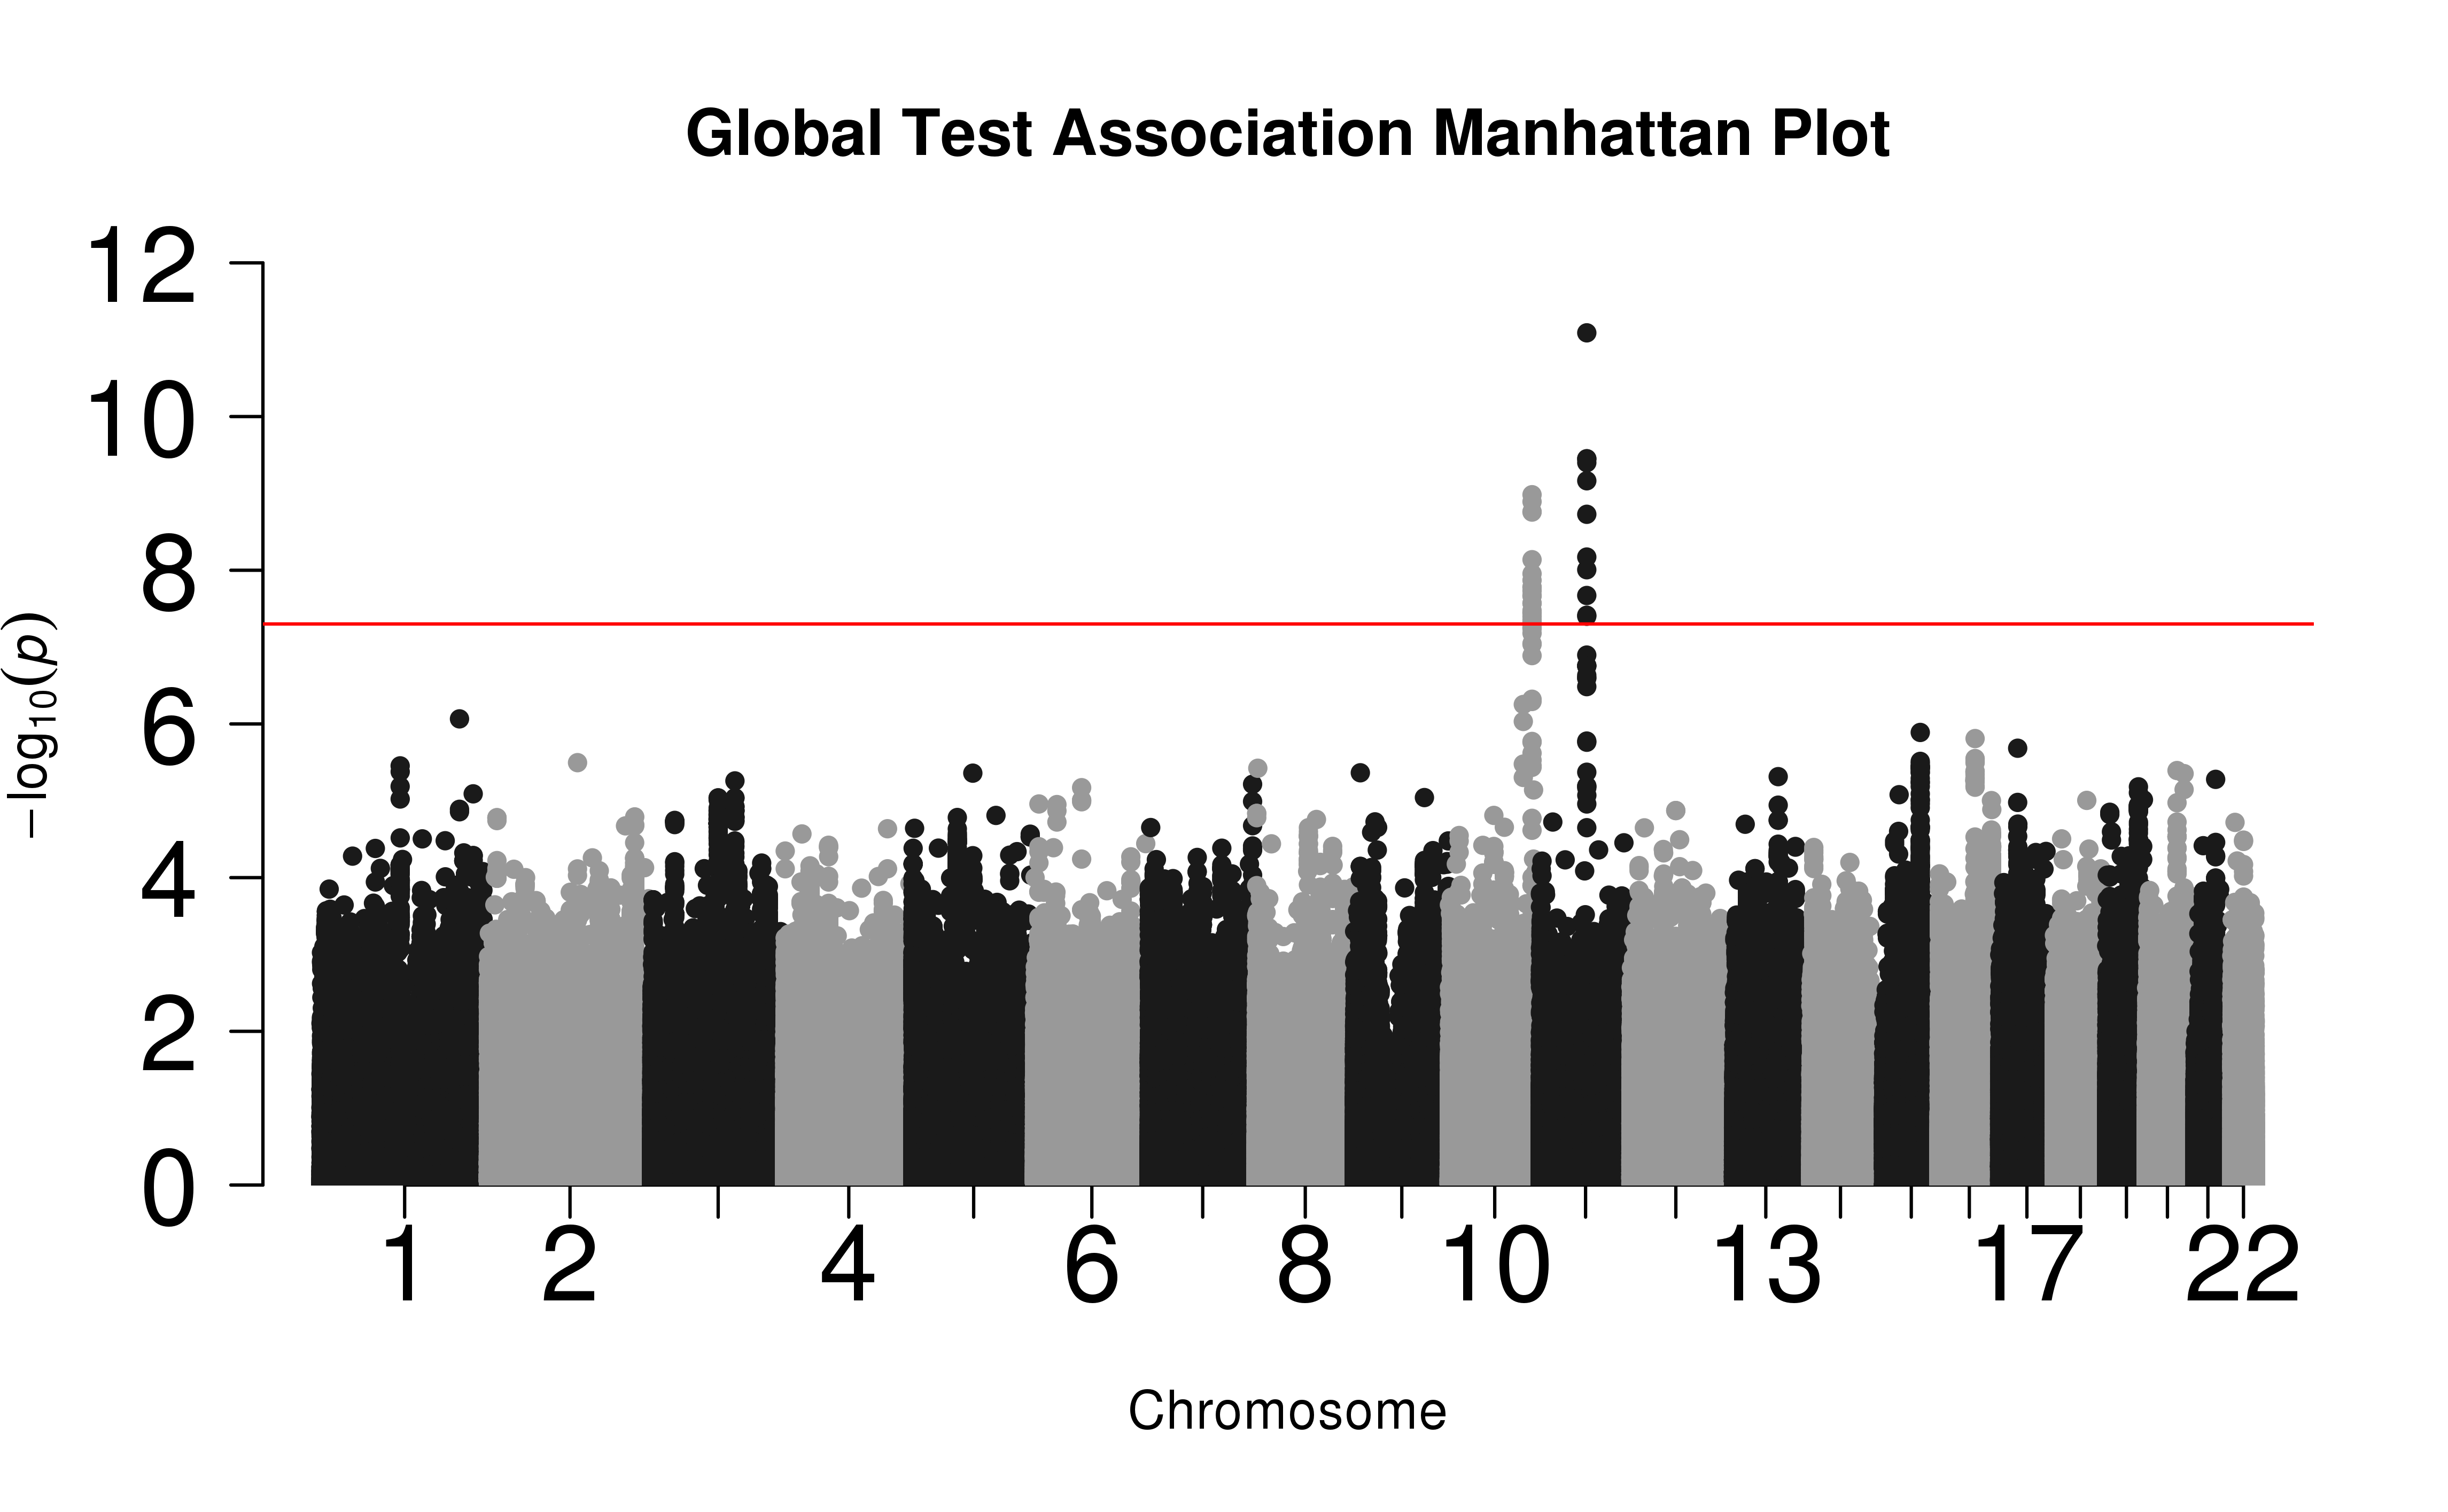 Global Test Association Manhattan Plot
12
10
8
6
4
2
0
−log10(p)
1 2 4 6 8 10 13 17 22
Chromosome